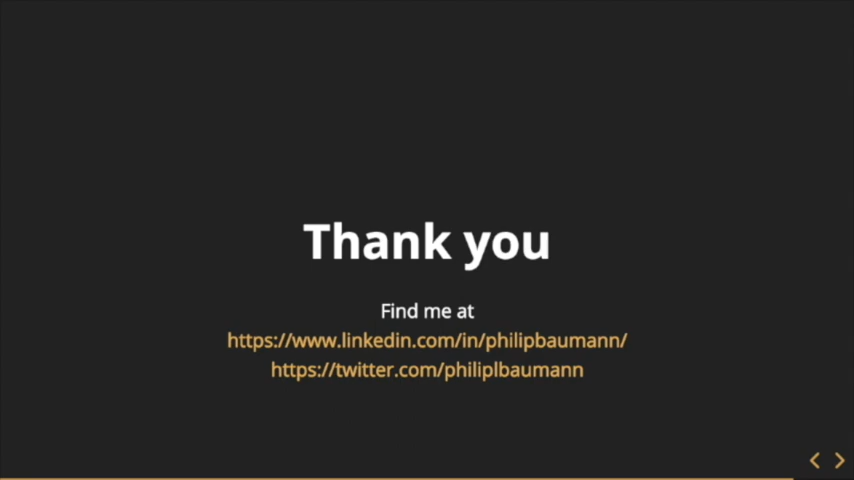 Thank you
Find me at
https://www.linkedin.com/in/philipbaumann/
https://twitter.com/philiplbaumann